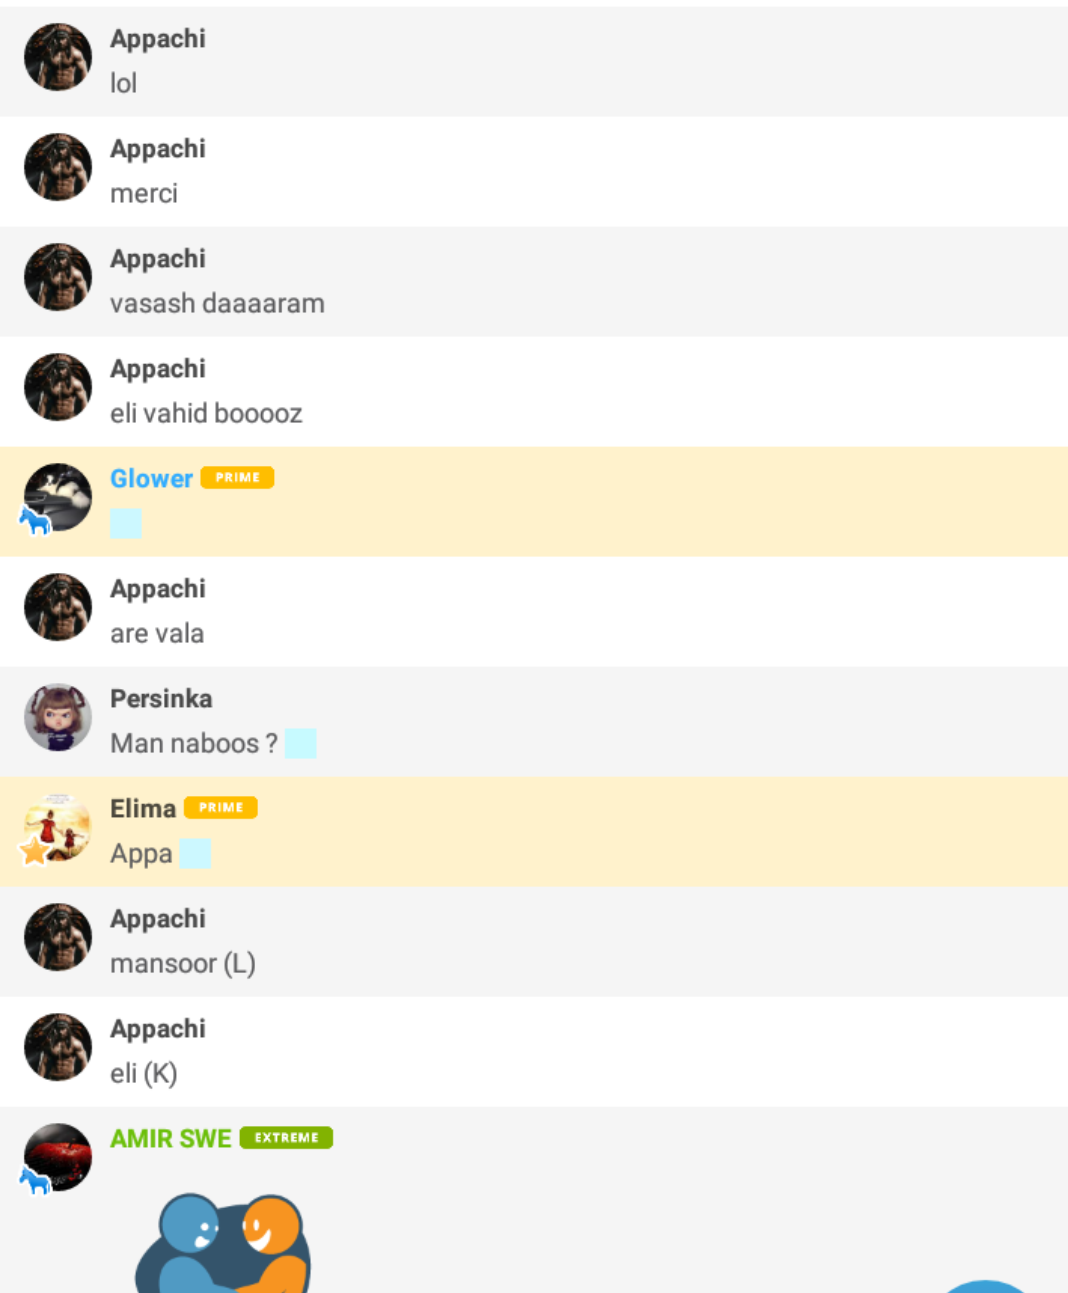 Appachi
lol
Appachi
merci
Appachi
vasash daaaaram
Appachi
eli vahid booooz
Glower PRIME
Appachi
are vala
Persinka
Man naboos ?
Elima PRIME
Appa
Appachi
mansoor (L)
Appachi
eli (K)
AMIR SWE EXTREME